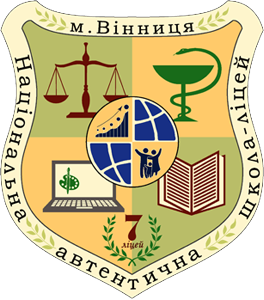 м.Вінниця
Національна
автентична
школа-ліцей
7
ліцей